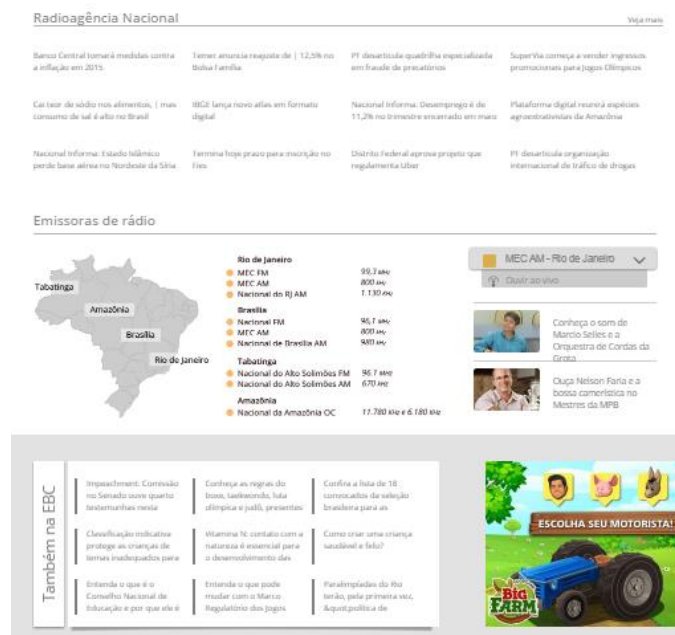 Radioagência Nacional
Veja mais
Banco Central tomará medidas contra
a inflação em 2015
Temer anuncia reajuste de | 12,5% no
Bolsa Família
PF desarticula quadrilha especializada
em fraude de precatórios
SuperVia começa a vender ingressos
promocionais para Jogos Olímpicos
Cai teor de sódio nos alimentos, | mas
consumo de sal é alto no Brasil
IBGE lança novo atlas em formato
digital
Nacional Informa: Desemprego é de
11,2% no trimestre encerrado em maio
Plataforma digital reunirá espécies
agroextrativistas da Amazônia
Nacional Informa: Estado Islâmico
perde base aérea no Nordeste da Síria
Termina hoje prazo para inscrição no
Fies
Distrito Federal aprova projeto que
regulamenta Uber
PF desarticula organização
internacional de tráfico de drogas
Emissoras de rádio
Tabatinga
Amazônia
Brasília
Rio de Janeiro
Rio de Janeiro
MEC FM 99,3 MHz
MEC AM 800 kHz
Nacional do RJ AM 1.130 kHz
Brasília
Nacional FM 96,1 MHz
MEC AM 800 kHz
Nacional de Brasília AM 980 kHz
Tabatinga
Nacional do Alto Solimões FM 96.1 MHz
Nacional do Alto Solimões AM 670 kHz
Amazônia
Nacional da Amazônia OC 11.780 kHz e 6.180 kHz
MEC AM - Rio de Janeiro
Ouvir ao vivo
Conheça o som de
Marcio Selles e a
Orquestra de Cordas da
Grota
Ouça Nelson Faria e a
bossa camerística no
Mestres da MPB
Também na EBC
Impeachment: Comissão
no Senado ouve quarto
testemunhas nesta
Conheça as regras do
boxe, taekwondo, luta
olímpica e judô, presentes
Confira a lista de 18
convocados da seleção
brasileira para as
Classificação indicativa
protege as crianças de
temas inadequados para
Vitamina N: contato com a
natureza é essencial para
o desenvolvimento das
Como criar uma criança
saudável e feliz?
Entenda o que é o
Conselho Nacional de
Educação e por que ele é
Entenda o que pode
mudar com o Marco
Regulatório dos Jogos
Paralimpíadas do Rio
terão, pela primeira vez,
&quot;política de
ESCOLHA SEU MOTORISTA!
BIG
FARM